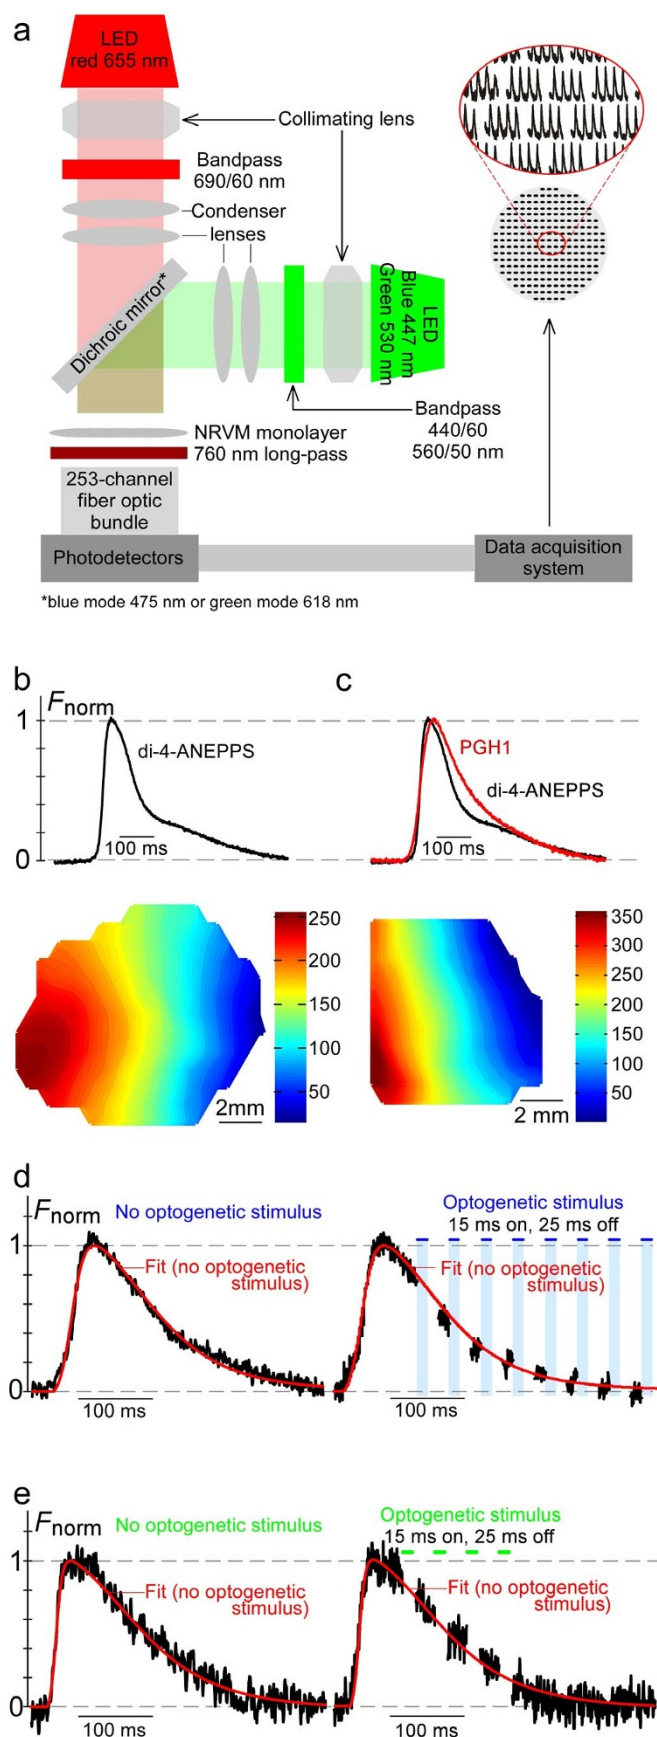 a
LED
red 655 nm
Collimating lens
Bandpass
690/60 nm
Condenser
lenses
Dichroic mirror*
LED
Blue 447 nm
Green 530 nm
Bandpass
440/60
560/50 nm
NRVM monolayer
760 nm long-pass
253-channel
fiber optic
bundle
Photodetectors
Data acquisition
system
*blue mode 475 nm or green mode 618 nm
b
Fnorm
1
di-4-ANEPPS
100 ms
0
c
PGH1
di-4-ANEPPS
100 ms
250
200
150
100
50
2mm
350
300
250
200
150
100
50
2 mm
d
Fnorm
No optogenetic stimulus
1
Fit (no optogenetic
stimulus)
0
100 ms
Optogenetic stimulus
15 ms on, 25 ms off
Fit (no optogenetic
stimulus)
100 ms
e
Fnorm
No optogenetic stimulus
1
Fit (no optogenetic
stimulus)
0
100 ms
Optogenetic stimulus
15 ms on, 25 ms off
Fit (no optogenetic
stimulus)
100 ms